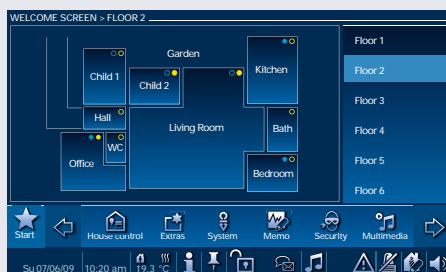 WELCOME SCREEN > FLOOR 2
Garden
Child 1
Child 2
Kitchen
Hall
WC
Living Room
Bath
Office
Bedroom
Floor 1
Floor 2
Floor 3
Floor 4
Floor 5
Floor 6
Start
House control
Extras
System
Memo
Security
Multimedia
Su 07/06/09 10:20 am 19.3 °C